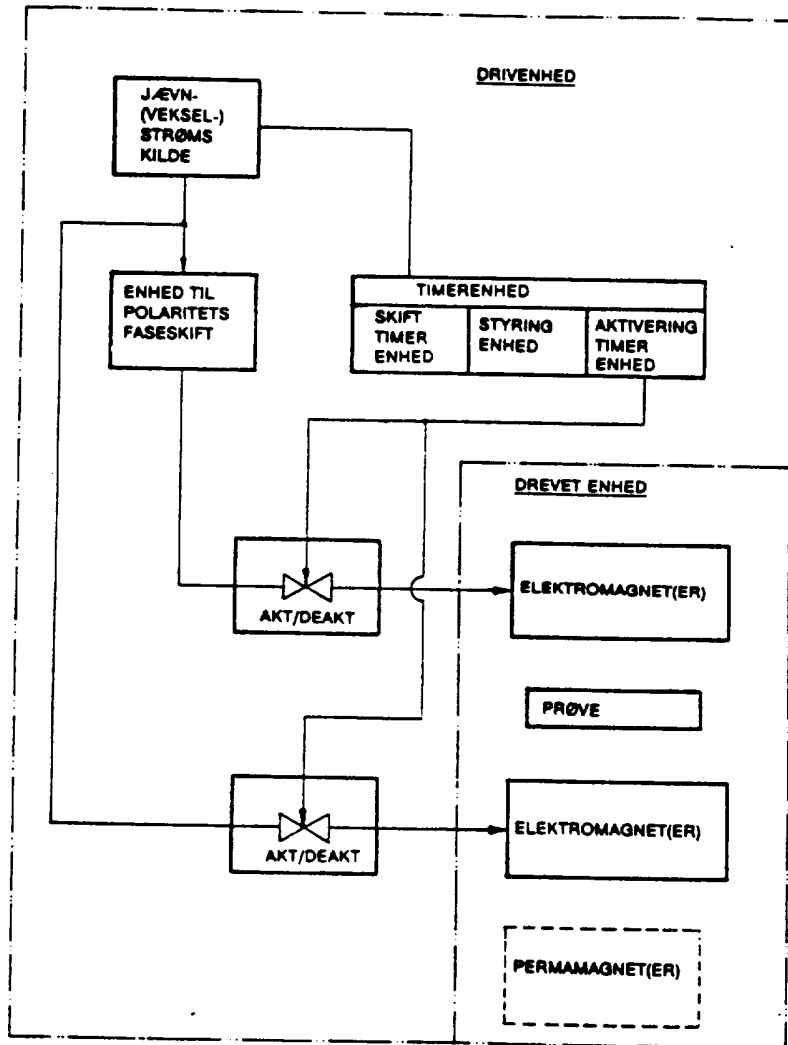 DRIVENHED
JÆVN-
(VEKSEL-)
STRØMS
KILDE
ENHED TIL
POLARITETS
FASESKIFT
TIMERENHED
SKIFT
TIMER
ENHED
STYRING
ENHED
AKTIVERING
TIMER
ENHED
DREVET ENHED
AKT/DEAKT
ELEKTROMAGNET(ER)
PRØVE
AKT/DEAKT
ELEKTROMAGNET(ER)
PERMAMAGNET(ER)